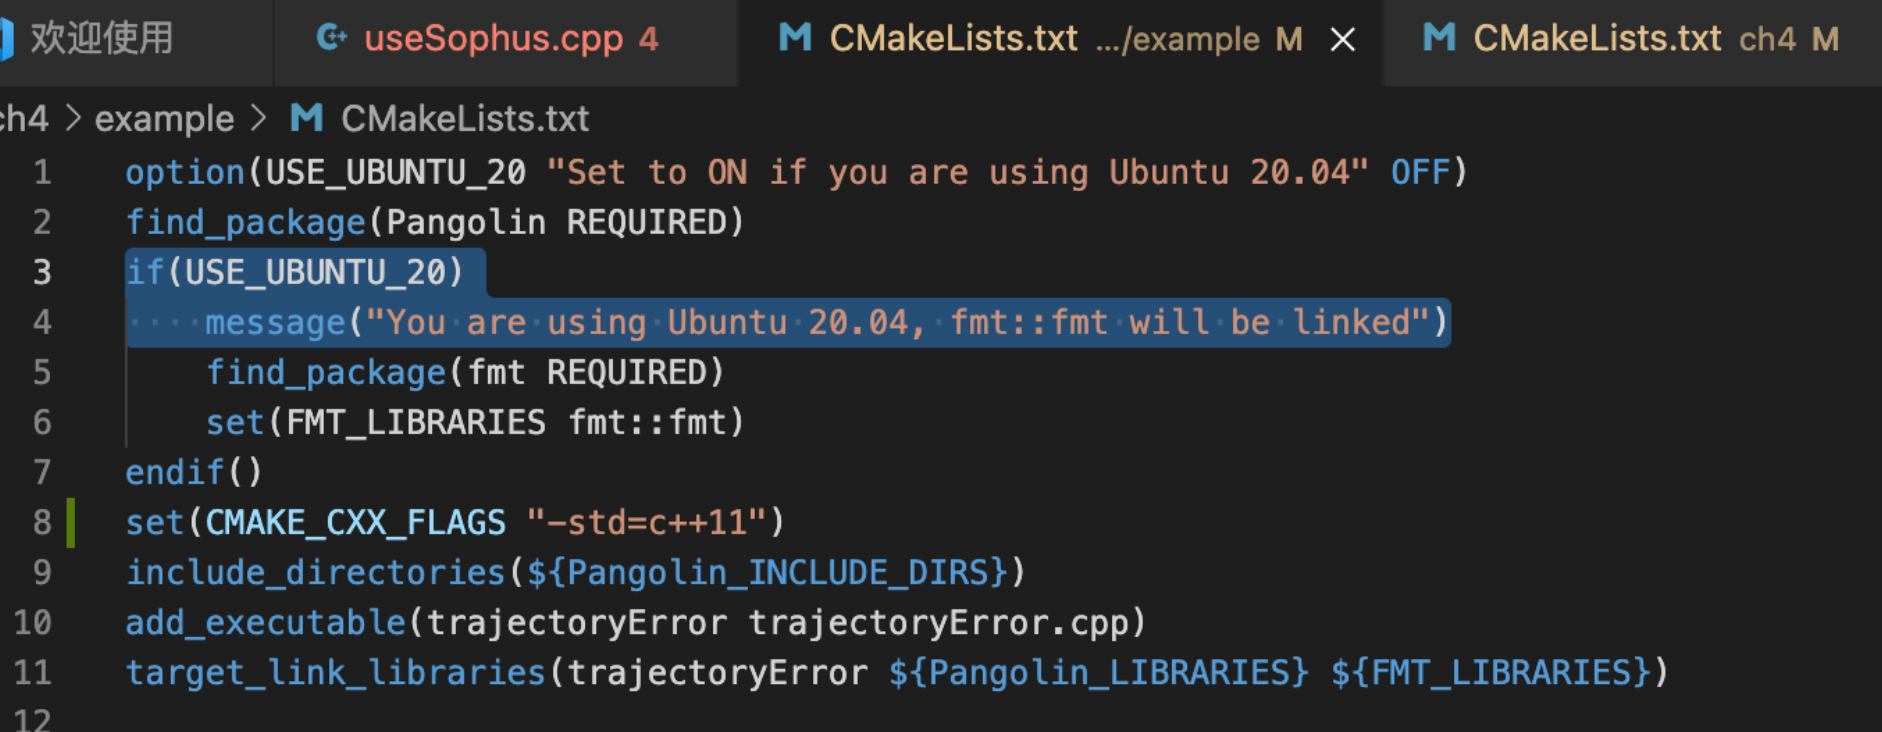 欢迎使用 useSophus.cpp 4 CMakeLists.txt .../example M CMakeLists.txt ch4 M
ch4 > example > CMakeLists.txt
1 option(USE_UBUNTU_20 "Set to ON if you are using Ubuntu 20.04" OFF)
2 find_package(Pangolin REQUIRED)
3 if(USE_UBUNTU_20)
4 message("You are using Ubuntu 20.04, fmt::fmt will be linked")
5 find_package(fmt REQUIRED)
6 set(FMT_LIBRARIES fmt::fmt)
7 endif()
8 set(CMAKE_CXX_FLAGS "-std=c++11")
9 include_directories(${Pangolin_INCLUDE_DIRS})
10 add_executable(trajectoryError trajectoryError.cpp)
11 target_link_libraries(trajectoryError ${Pangolin_LIBRARIES} ${FMT_LIBRARIES})
12